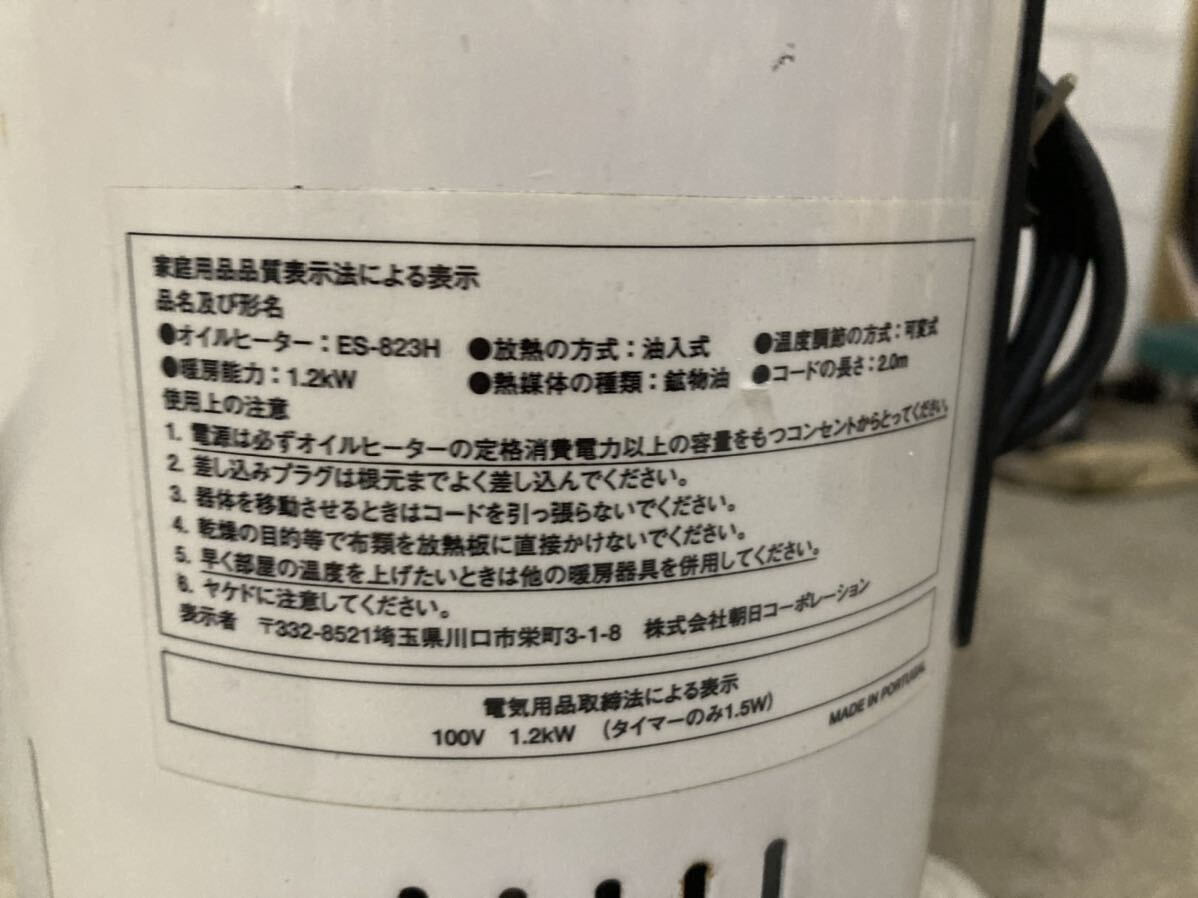 家庭用品品質表示法による表示
品名及び形名
●オイルヒーター：ES-823H ●放熱の方式：油入式 ●温度調節の方式：可変式
●暖房能力：1.2kW ●熱媒体の種類：鉱物油 ●コードの長さ：2.0m
使用上の注意
1. 電源は必ずオイルヒーターの定格消費電力以上の容量をもつコンセントからとってください。
2. 差し込みプラグは根元までよく差し込んでください。
3. 器体を移動させるときはコードを引っ張らないでください。
4. 乾燥の目的等で布類を放熱板に直接かけないでください。
5. 早く部屋の温度を上げたいときは他の暖房器具を併用してください。
6. ヤケドに注意してください。
表示者 〒332-8521埼玉県川口市栄町3-1-8 株式会社朝日コーポレーション
電気用品取締法による表示
100V 1.2kW （タイマーのみ1.5W）
MADE IN PORTUGAL